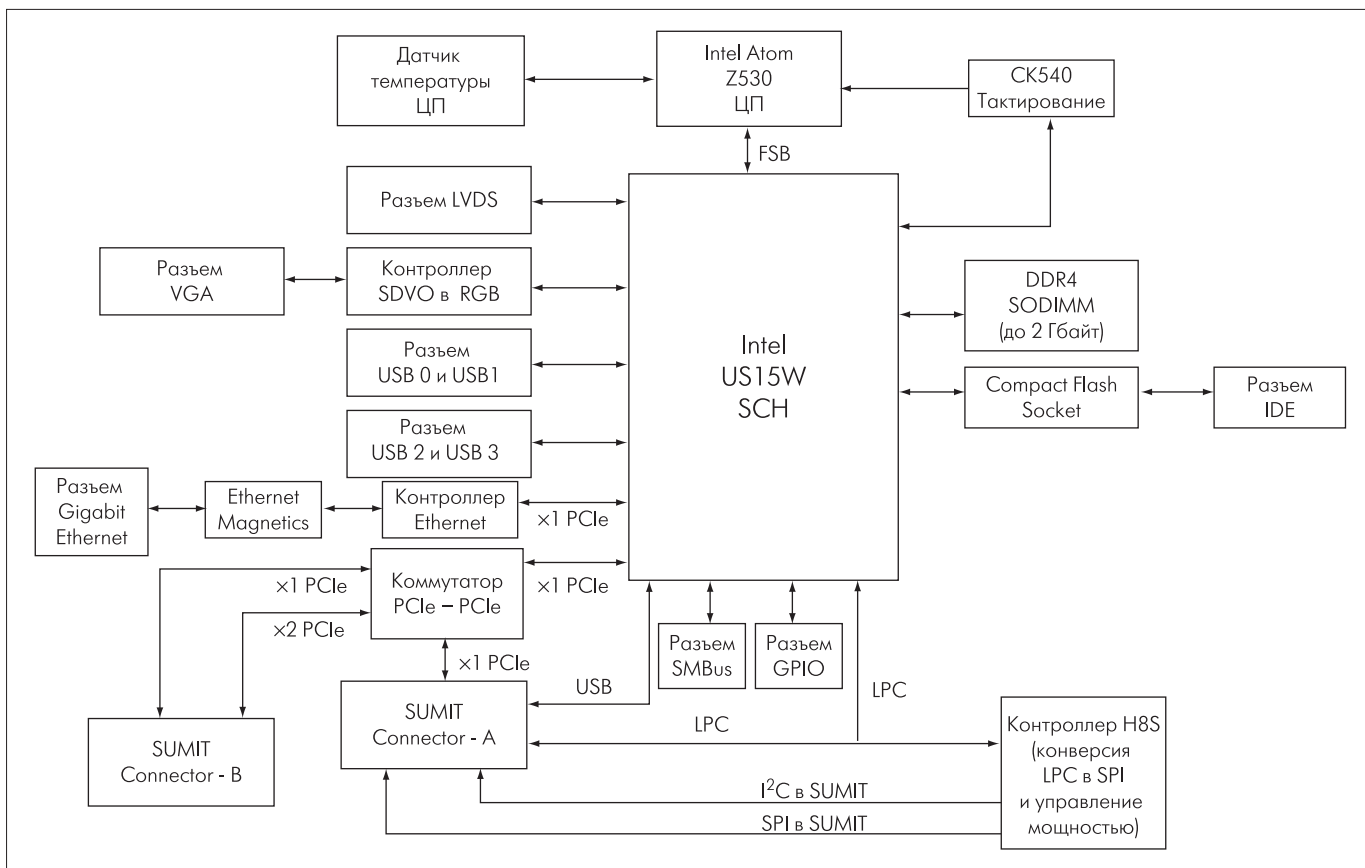 Датчик
температуры
ЦП
Intel Atom
Z530
ЦП
CK540
Тактирование
FSB
Разъем LVDS
Разъем
VGA
Контроллер
SDVO в RGB
Разъем
USB 0 и USB1
Разъем
USB 2 и USB 3
Intel
US15W
SCH
DDR4
SODIMM
(до 2 Гбайт)
Compact Flash
Socket
Разъем
IDE
Разъем
Gigabit
Ethernet
Ethernet
Magnetics
Контроллер
Ethernet
×1 PCIe
×1 PCIe
Коммутатор
PCIe – PCIe
×1 PCIe
×2 PCIe
×1 PCIe
Разъем
SMBus
Разъем
GPIO
USB
LPC
LPC
SUMIT
Connector - A
SUMIT
Connector - B
Контроллер H8S
(конверсия
LPC в SPI
и управление
мощностью)
I²C в SUMIT
SPI в SUMIT